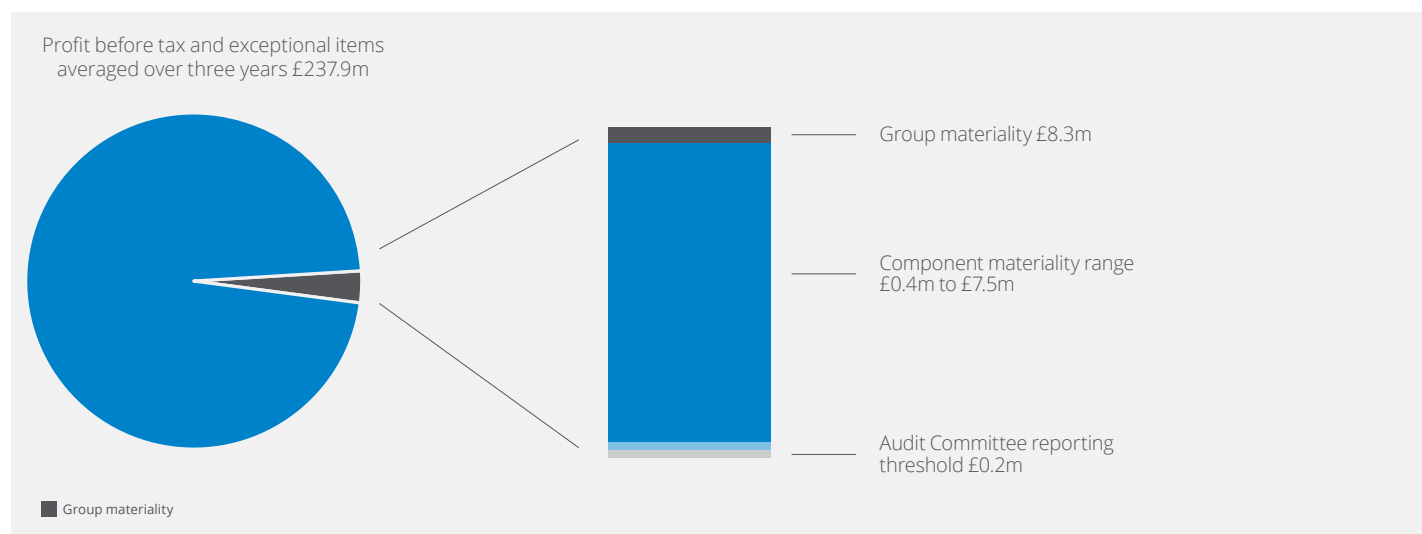 Profit before tax and exceptional items
averaged over three years £237.9m
Group materiality £8.3m
Component materiality range
£0.4m to £7.5m
Audit Committee reporting
threshold £0.2m
Group materiality